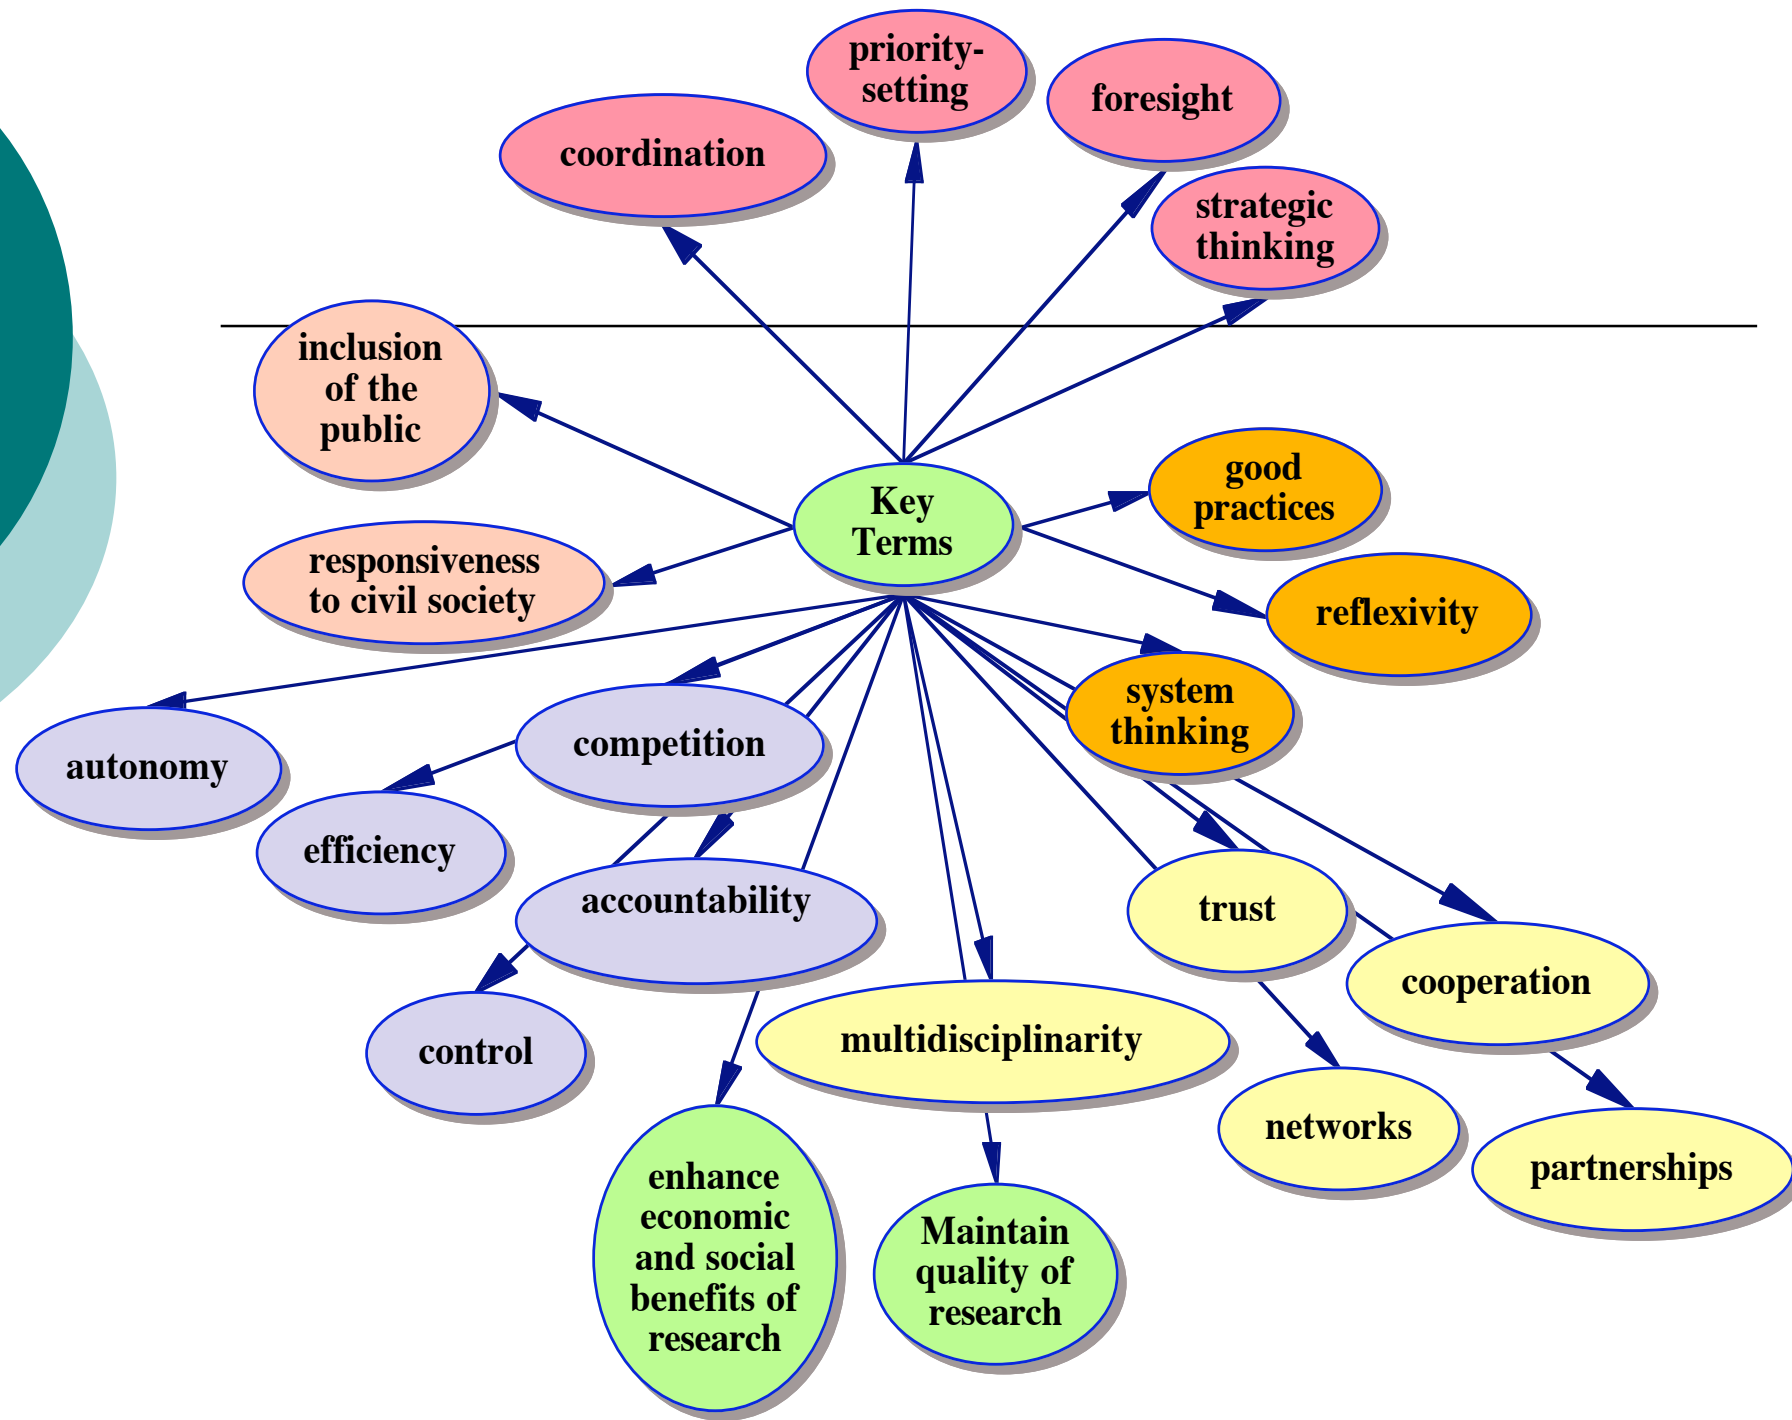 priority-
setting
foresight
coordination
strategic
thinking
inclusion
of the
public
good
practices
Key
Terms
responsiveness
to civil society
reflexivity
system
thinking
competition
autonomy
efficiency
accountability
trust
cooperation
multidisciplinarity
control
networks
partnerships
enhance
economic
and social
benefits of
research
Maintain
quality of
research